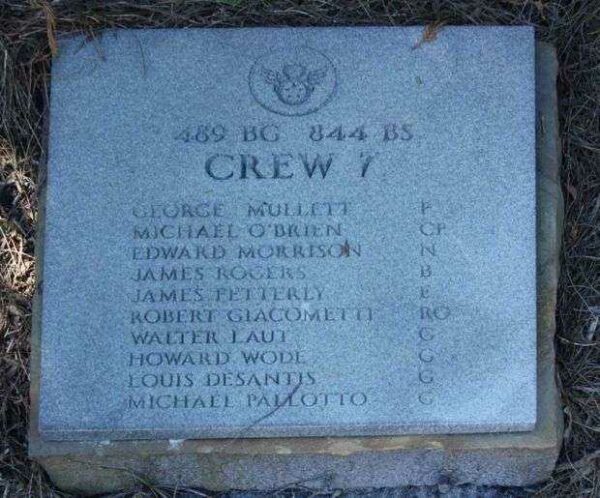 489 BG 844 BS
CREW 7
GEORGE MULLETT P
MICHAEL O'BRIEN CP
EDWARD MORRISON N
JAMES ROGERS B
JAMES FETTERLY E
ROBERT GIACOMETTI RO
WALTER LAUT G
HOWARD WODE G
LOUIS DESANTIS G
MICHAEL PALLOTTO G